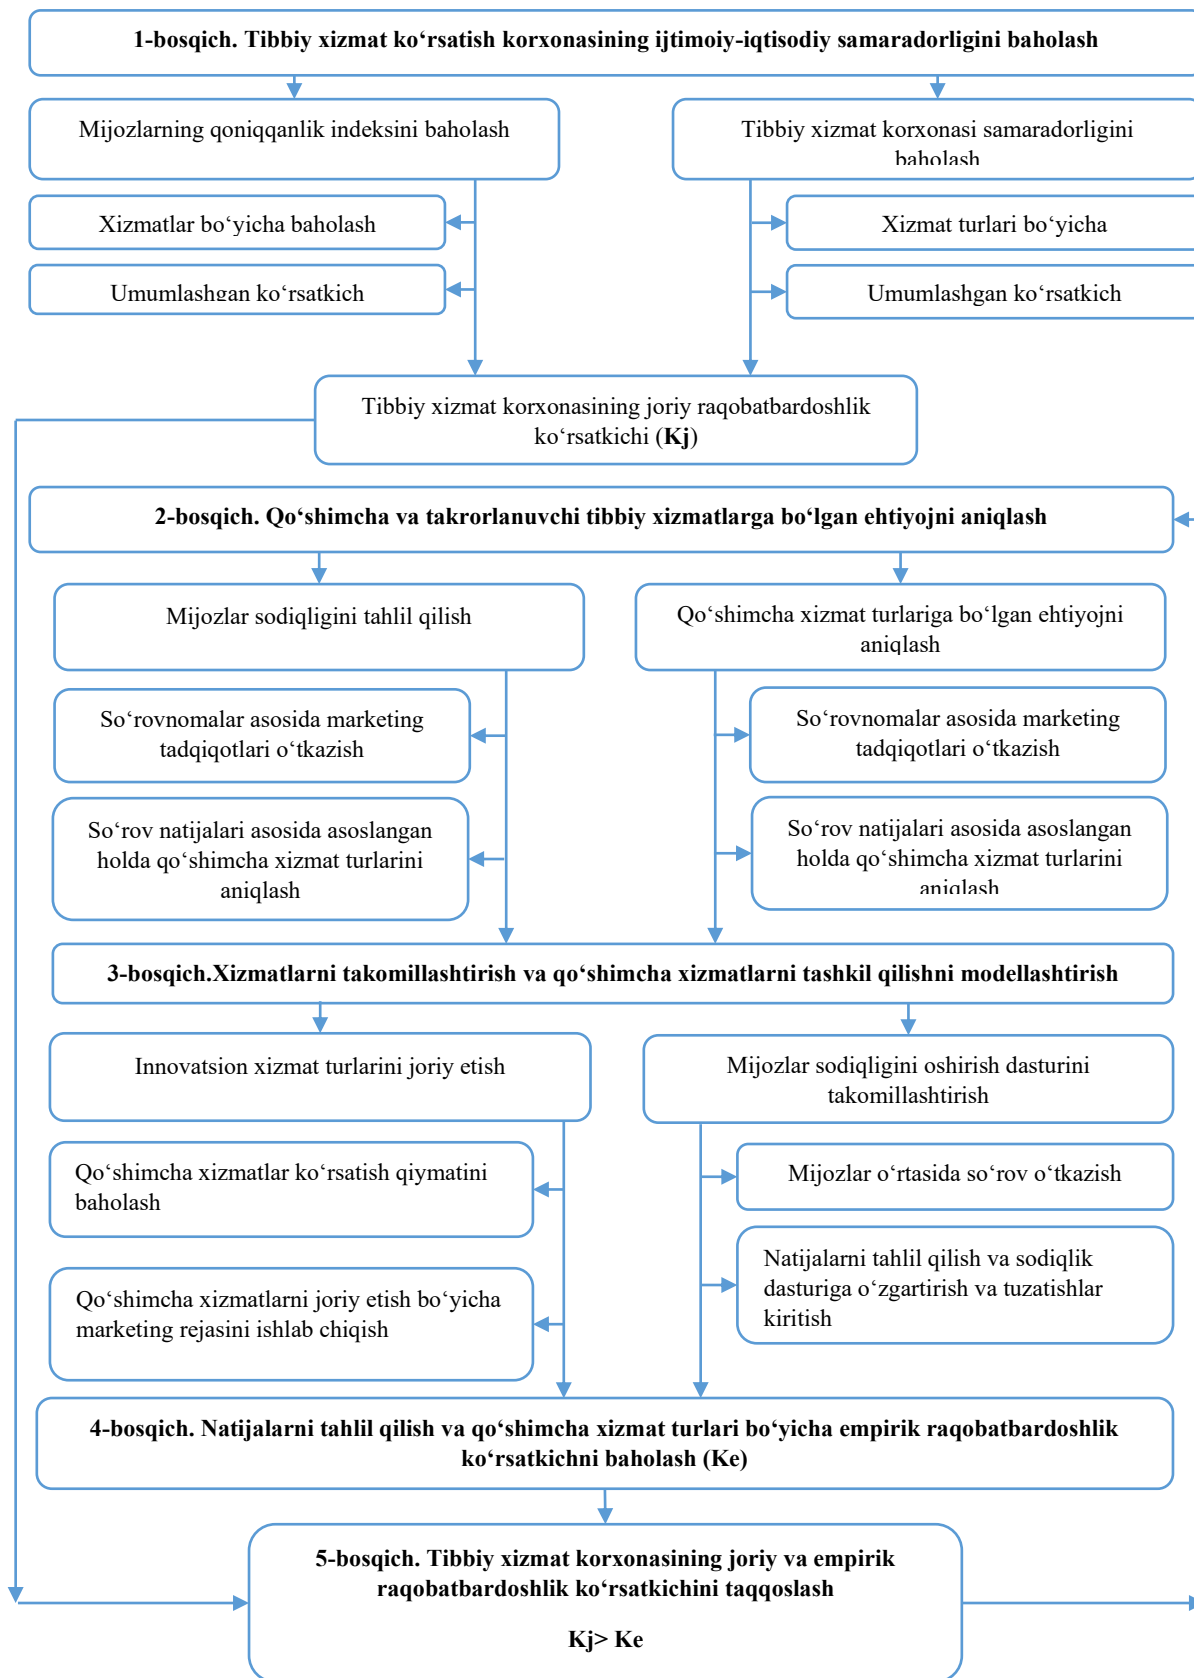 1-bosqich. Tibbiy xizmat ko‘rsatish korxonasining ijtimoiy-iqtisodiy samaradorligini baholash
Mijozlarning qoniqqanlik indeksini baholash
Tibbiy xizmat korxonasi samaradorligini
baholash
Xizmatlar bo‘yicha baholash
Xizmat turlari bo‘yicha
Umumlashgan ko‘rsatkich
Umumlashgan ko‘rsatkich
Tibbiy xizmat korxonasining joriy raqobatbardoshlik
ko‘rsatkichi (Kj)
2-bosqich. Qo‘shimcha va takrorlanuvchi tibbiy xizmatlarga bo‘lgan ehtiyojni aniqlash
Mijozlar sodiqligini tahlil qilish
Qo‘shimcha xizmat turlariga bo‘lgan ehtiyojni
aniqlash
So‘rovnomalar asosida marketing
tadqiqotlari o‘tkazish
So‘rovnomalar asosida marketing
tadqiqotlari o‘tkazish
So‘rov natijalari asosida asoslangan
holda qo‘shimcha xizmat turlarini
aniqlash
So‘rov natijalari asosida asoslangan
holda qo‘shimcha xizmat turlarini
aniqlash
3-bosqich.Xizmatlarni takomillashtirish va qo‘shimcha xizmatlarni tashkil qilishni modellashtirish
Innovatsion xizmat turlarini joriy etish
Mijozlar sodiqligini oshirish dasturini
takomillashtirish
Qo‘shimcha xizmatlar ko‘rsatish qiymatini
baholash
Mijozlar o‘rtasida so‘rov o‘tkazish
Qo‘shimcha xizmatlarni joriy etish bo‘yicha
marketing rejasini ishlab chiqish
Natijalarni tahlil qilish va sodiqlik
dasturiga o‘zgartirish va tuzatishlar
kiritish
4-bosqich. Natijalarni tahlil qilish va qo‘shimcha xizmat turlari bo‘yicha empirik raqobatbardoshlik
ko‘rsatkichni baholash (Ke)
5-bosqich. Tibbiy xizmat korxonasining joriy va empirik
raqobatbardoshlik ko‘rsatkichini taqqoslash
Kj> Ke